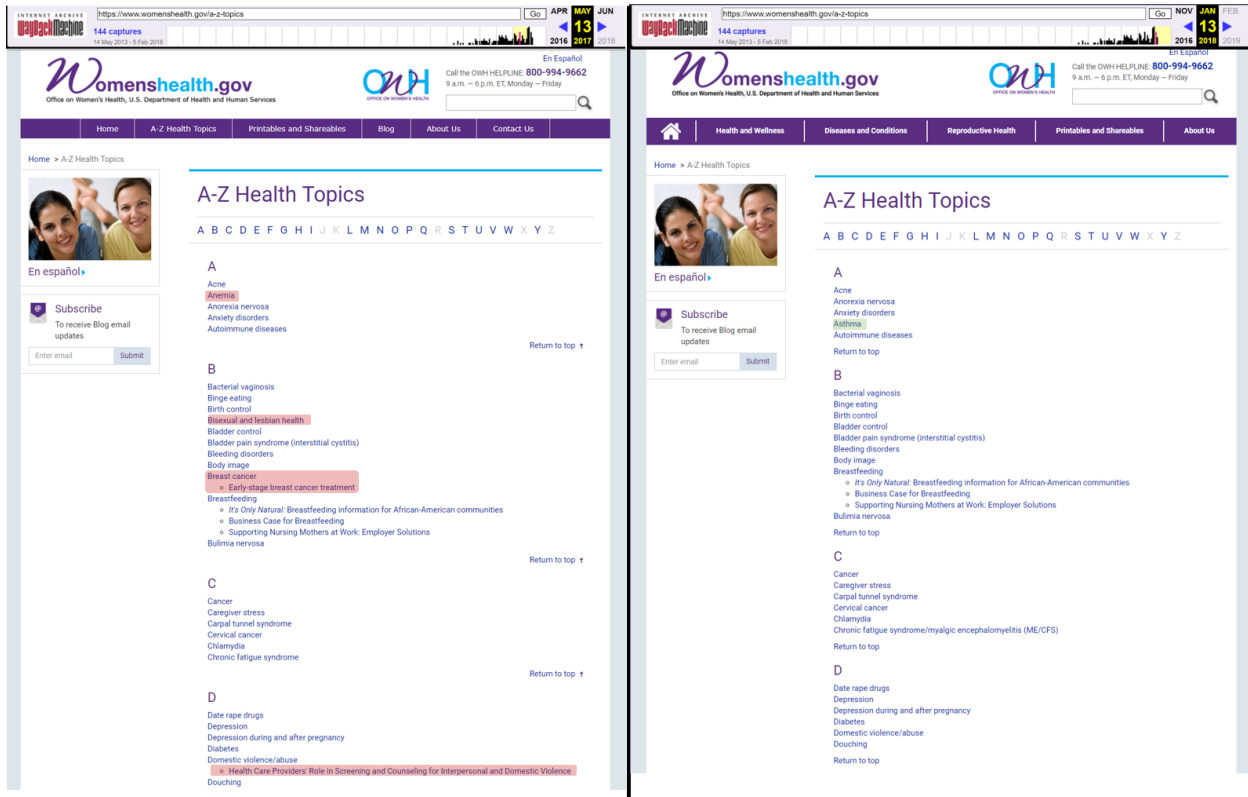 INTERNET ARCHIVE
WayBackMachine
https://www.womenshealth.gov/a-z-topics
Go
APR MAY JUN
144 captures
13
14 May 2013 - 5 Feb 2018
2016 2017 2018
En Español
Womenshealth.gov
Office on Women's Health, U.S. Department of Health and Human Services
OWH
OFFICE ON WOMEN'S HEALTH
Call the OWH HELPLINE: 800-994-9662
9 a.m. — 6 p.m. ET, Monday — Friday
Home A-Z Health Topics Printables and Shareables Blog About Us Contact Us
Home > A-Z Health Topics
A-Z Health Topics
A B C D E F G H I J K L M N O P Q R S T U V W X Y Z
En español
Subscribe
To receive Blog email
updates
Enter email Submit
A
Acne
Anemia
Anorexia nervosa
Anxiety disorders
Autoimmune diseases
Return to top ↑
B
Bacterial vaginosis
Binge eating
Birth control
Bisexual and lesbian health
Bladder control
Bladder pain syndrome (interstitial cystitis)
Bleeding disorders
Body image
Breast cancer
Early-stage breast cancer treatment
Breastfeeding
It's Only Natural: Breastfeeding information for African-American communities
Business Case for Breastfeeding
Supporting Nursing Mothers at Work: Employer Solutions
Bulimia nervosa
Return to top ↑
C
Cancer
Caregiver stress
Carpal tunnel syndrome
Cervical cancer
Chlamydia
Chronic fatigue syndrome
Return to top ↑
D
Date rape drugs
Depression
Depression during and after pregnancy
Diabetes
Domestic violence/abuse
Health Care Providers' Role in Screening and Counseling for Interpersonal and Domestic Violence
Douching
INTERNET ARCHIVE
WayBackMachine
https://www.womenshealth.gov/a-z-topics
Go
NOV JAN FEB
144 captures
13
14 May 2013 - 5 Feb 2018
2016 2018 2019
En Español
Womenshealth.gov
Office on Women's Health, U.S. Department of Health and Human Services
OWH
OFFICE ON WOMEN'S HEALTH
Call the OWH HELPLINE: 800-994-9662
9 a.m. — 6 p.m. ET, Monday — Friday
Health and Wellness Diseases and Conditions Reproductive Health Printables and Shareables About Us
Home > A-Z Health Topics
A-Z Health Topics
A B C D E F G H I J K L M N O P Q R S T U V W X Y Z
En español
Subscribe
To receive Blog email
updates
Enter email Submit
A
Acne
Anorexia nervosa
Anxiety disorders
Asthma
Autoimmune diseases
Return to top
B
Bacterial vaginosis
Binge eating
Birth control
Bladder control
Bladder pain syndrome (interstitial cystitis)
Bleeding disorders
Body image
Breastfeeding
It's Only Natural: Breastfeeding information for African-American communities
Business Case for Breastfeeding
Supporting Nursing Mothers at Work: Employer Solutions
Bulimia nervosa
Return to top
C
Cancer
Caregiver stress
Carpal tunnel syndrome
Cervical cancer
Chlamydia
Chronic fatigue syndrome/myalgic encephalomyelitis (ME/CFS)
Return to top
D
Date rape drugs
Depression
Depression during and after pregnancy
Diabetes
Domestic violence/abuse
Douching
Return to top